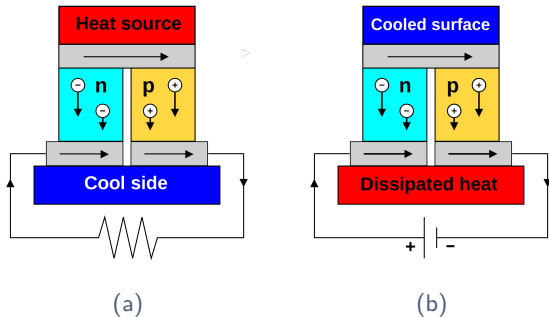 Heat source
n
p
−
+
−
+
Cool side
(a)
>
Cooled surface
n
p
−
+
−
+
Dissipated heat
+
−
(b)